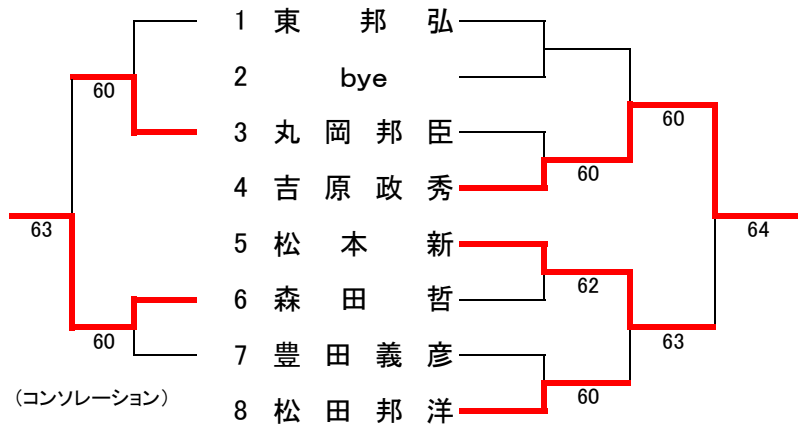 1 東 邦 弘
60
2 bye
60
3 丸 岡 邦 臣
60
4 吉 原 政 秀
63
64
5 松 本 新
62
6 森 田 哲
60
63
7 豊 田 義 彦
60
(コンソレーション)
8 松 田 邦 洋